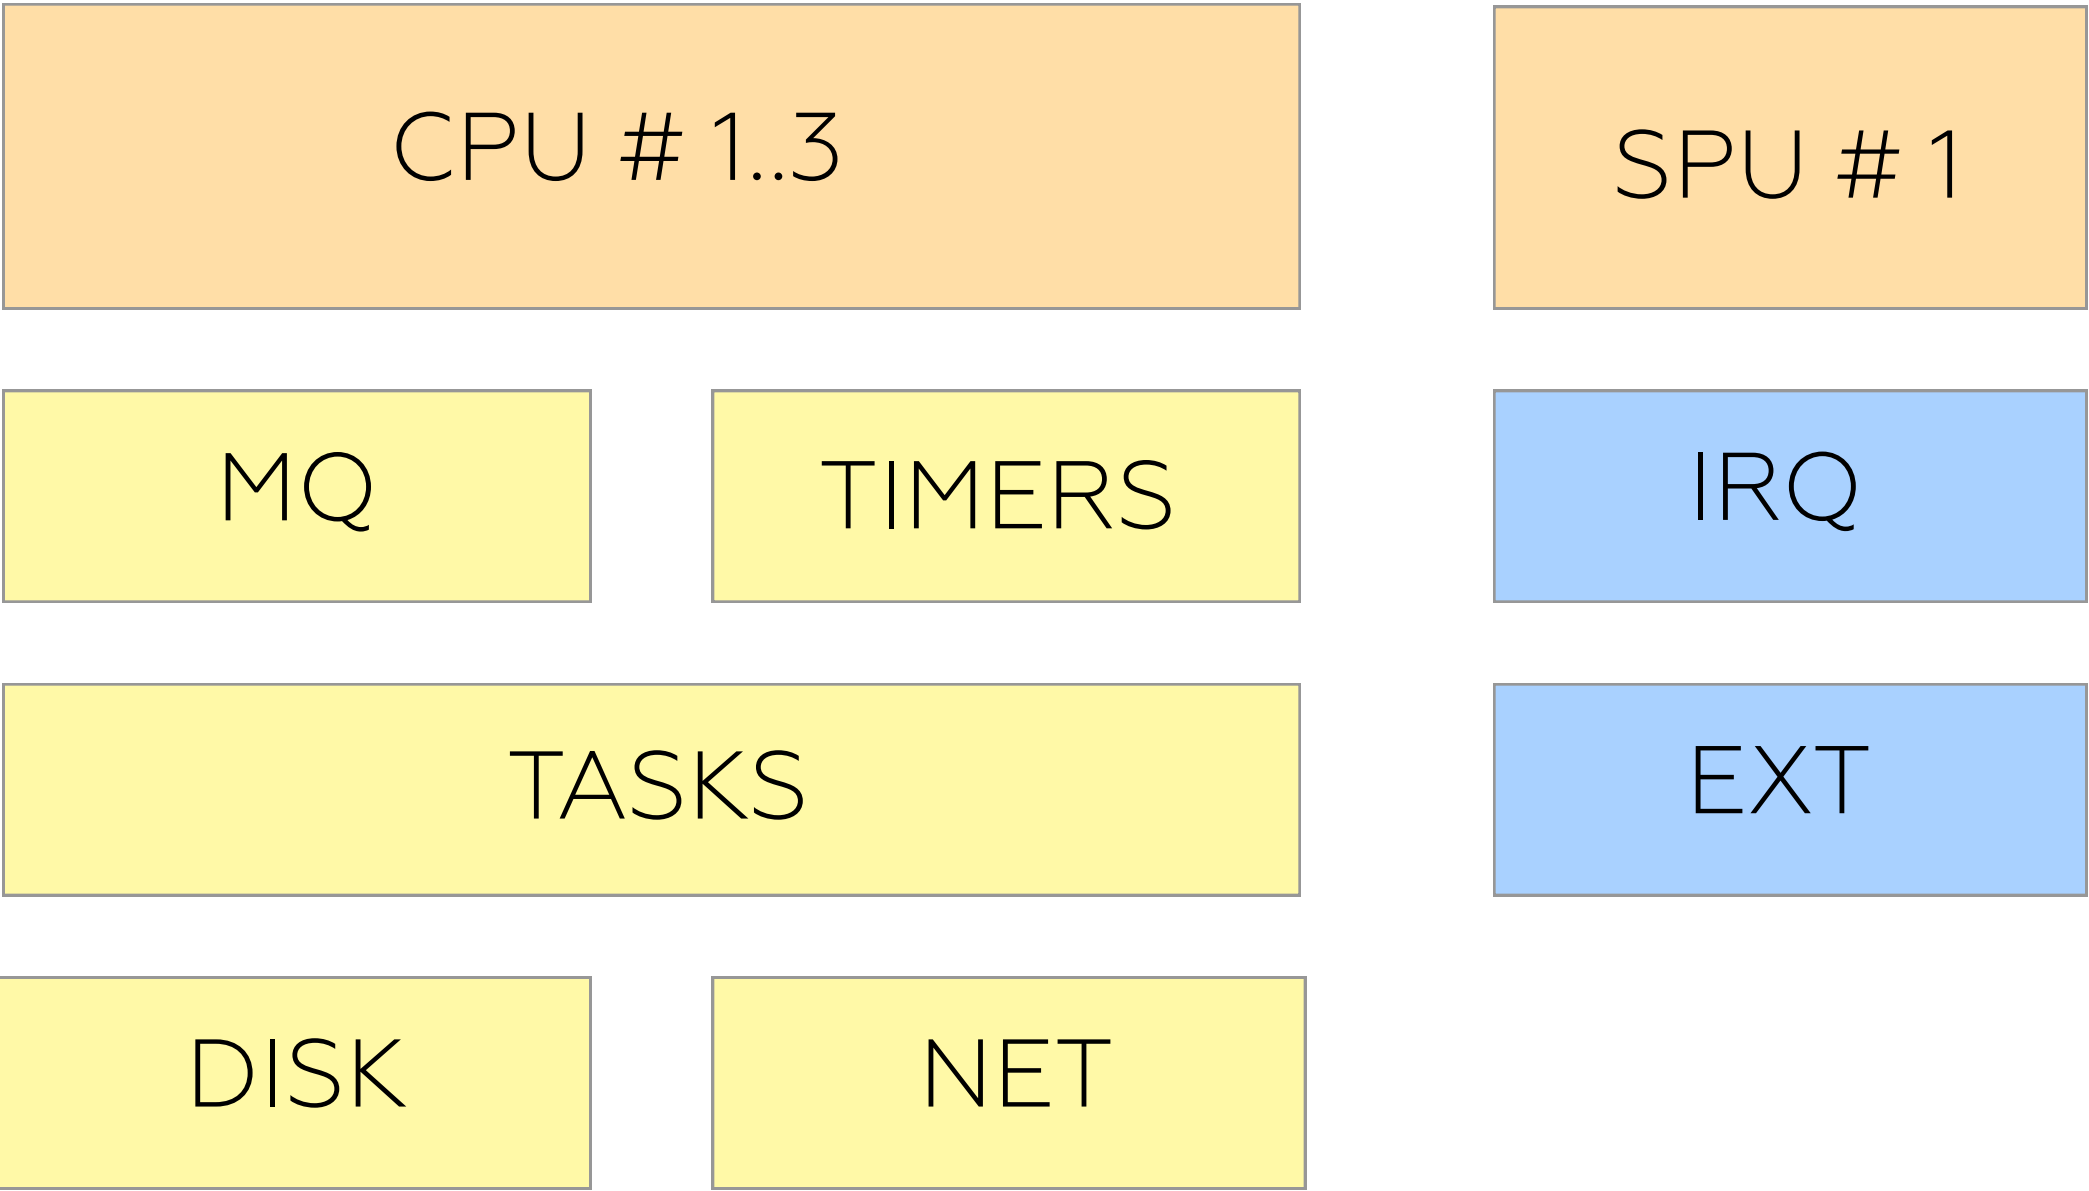 CPU # 1..3
SPU # 1
MQ
TIMERS
IRQ
TASKS
EXT
DISK
NET